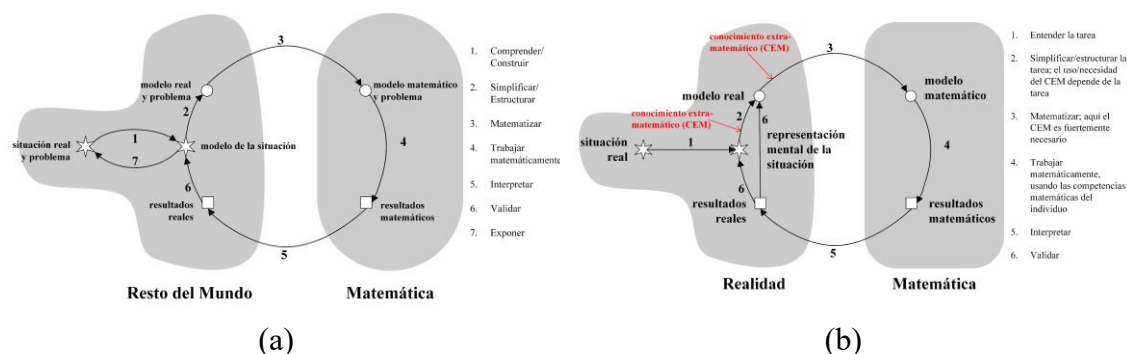 3
modelo real
y problema
modelo matemático
y problema
2
1
situación real
y problema
7
modelo de la situación
4
6
resultados
reales
resultados
matemáticos
5
Resto del Mundo
Matemática
1. Comprender/
Construir
2. Simplificar/
Estructurar
3. Matematizar
4. Trabajar
matemáticamente
5. Interpretar
6. Validar
7. Exponer
(a)
conocimiento extra-
matemático (CEM)
3
modelo real
modelo
matemático
conocimiento extra-
matemático (CEM)
2
6
situación
real
1
representación
mental de la
situación
4
6
resultados
reales
resultados
matemáticos
5
Realidad
Matemática
1. Entender la tarea
2. Simplificar/estructurar la
tarea; el uso/necesidad
del CEM depende de la
tarea
3. Matematizar; aquí el
CEM es fuertemente
necesario
4. Trabajar
matemáticamente,
usando las competencias
matemáticas del
individuo
5. Interpretar
6. Validar
(b)